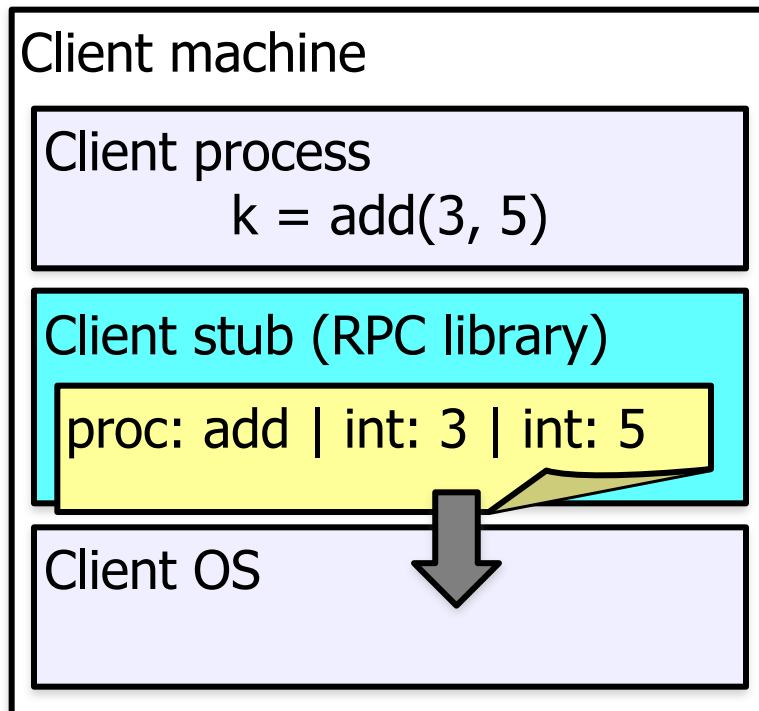 Client machine
Client process
k = add(3, 5)
Client stub (RPC library)
proc: add | int: 3 | int: 5
Client OS